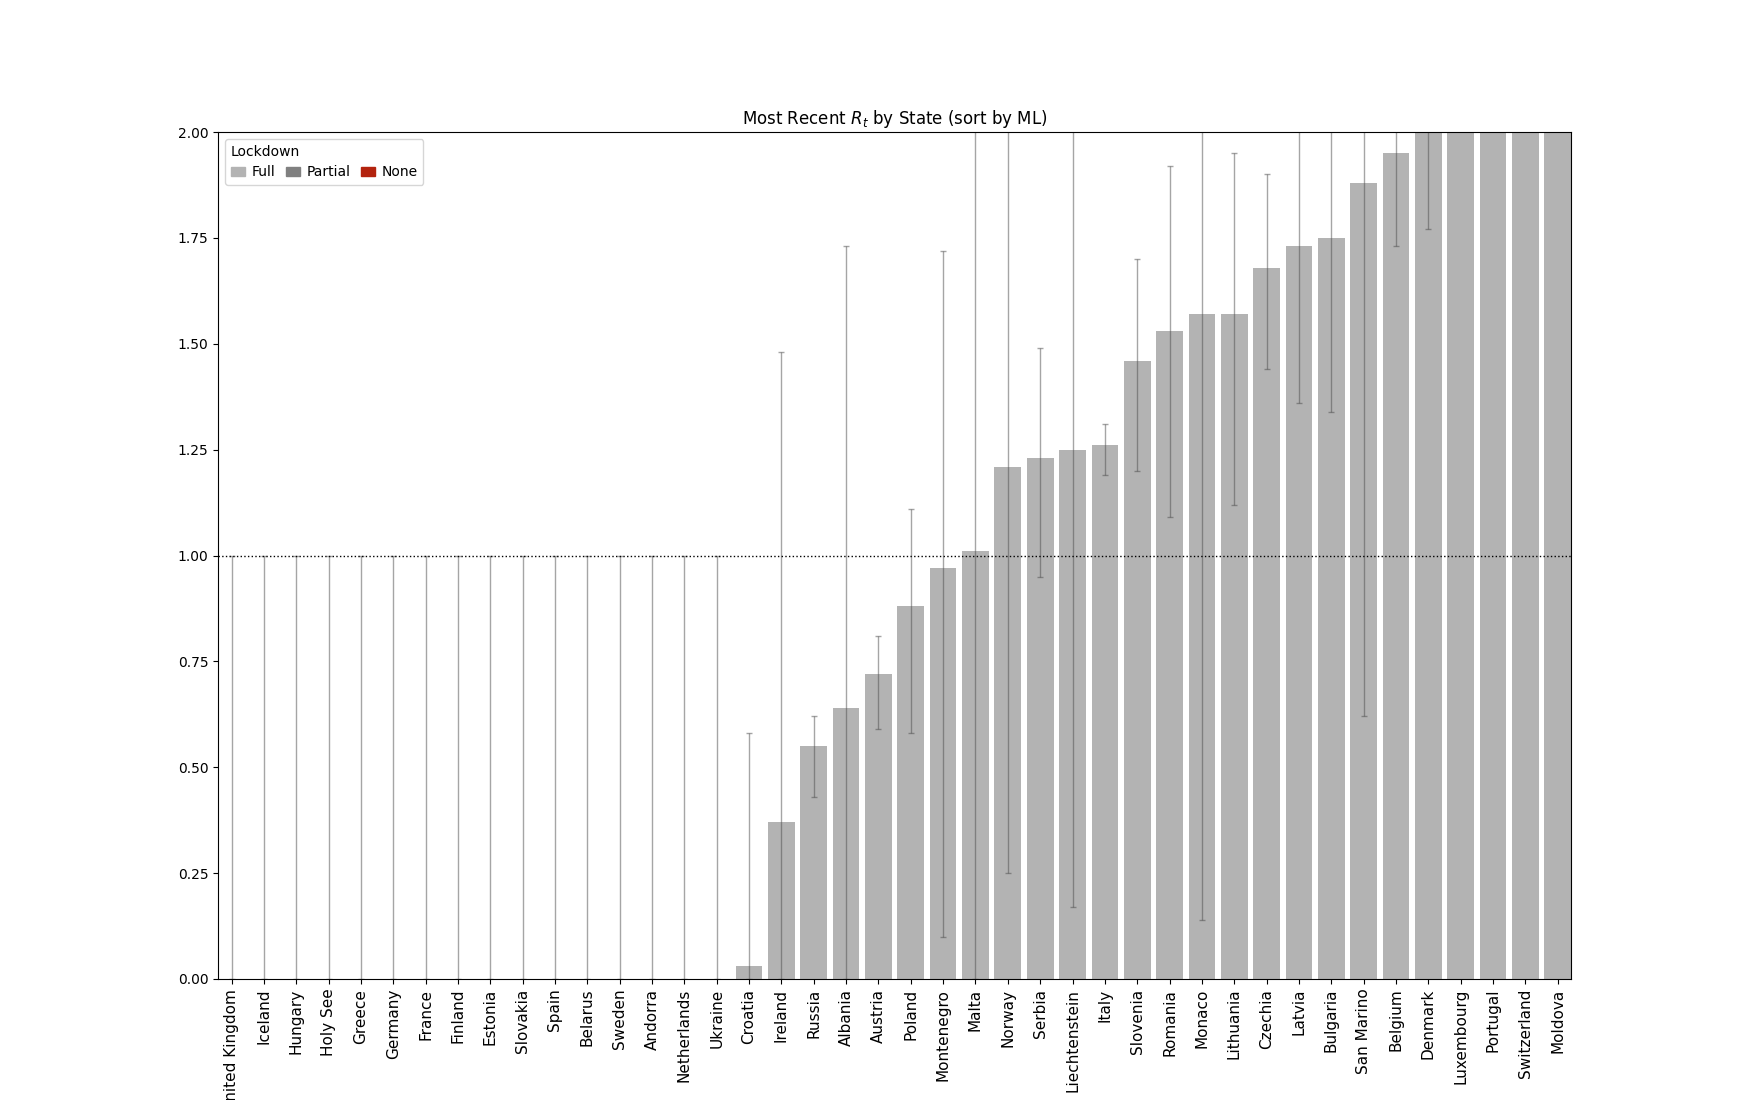 Most Recent R_t by State (sort by ML)
Lockdown
Full Partial None
2.00
1.75
1.50
1.25
1.00
0.75
0.50
0.25
0.00
nited Kingdom
Iceland
Hungary
Holy See
Greece
Germany
France
Finland
Estonia
Slovakia
Spain
Belarus
Sweden
Andorra
Netherlands
Ukraine
Croatia
Ireland
Russia
Albania
Austria
Poland
Montenegro
Malta
Norway
Serbia
Liechtenstein
Italy
Slovenia
Romania
Monaco
Lithuania
Czechia
Latvia
Bulgaria
San Marino
Belgium
Denmark
Luxembourg
Portugal
Switzerland
Moldova